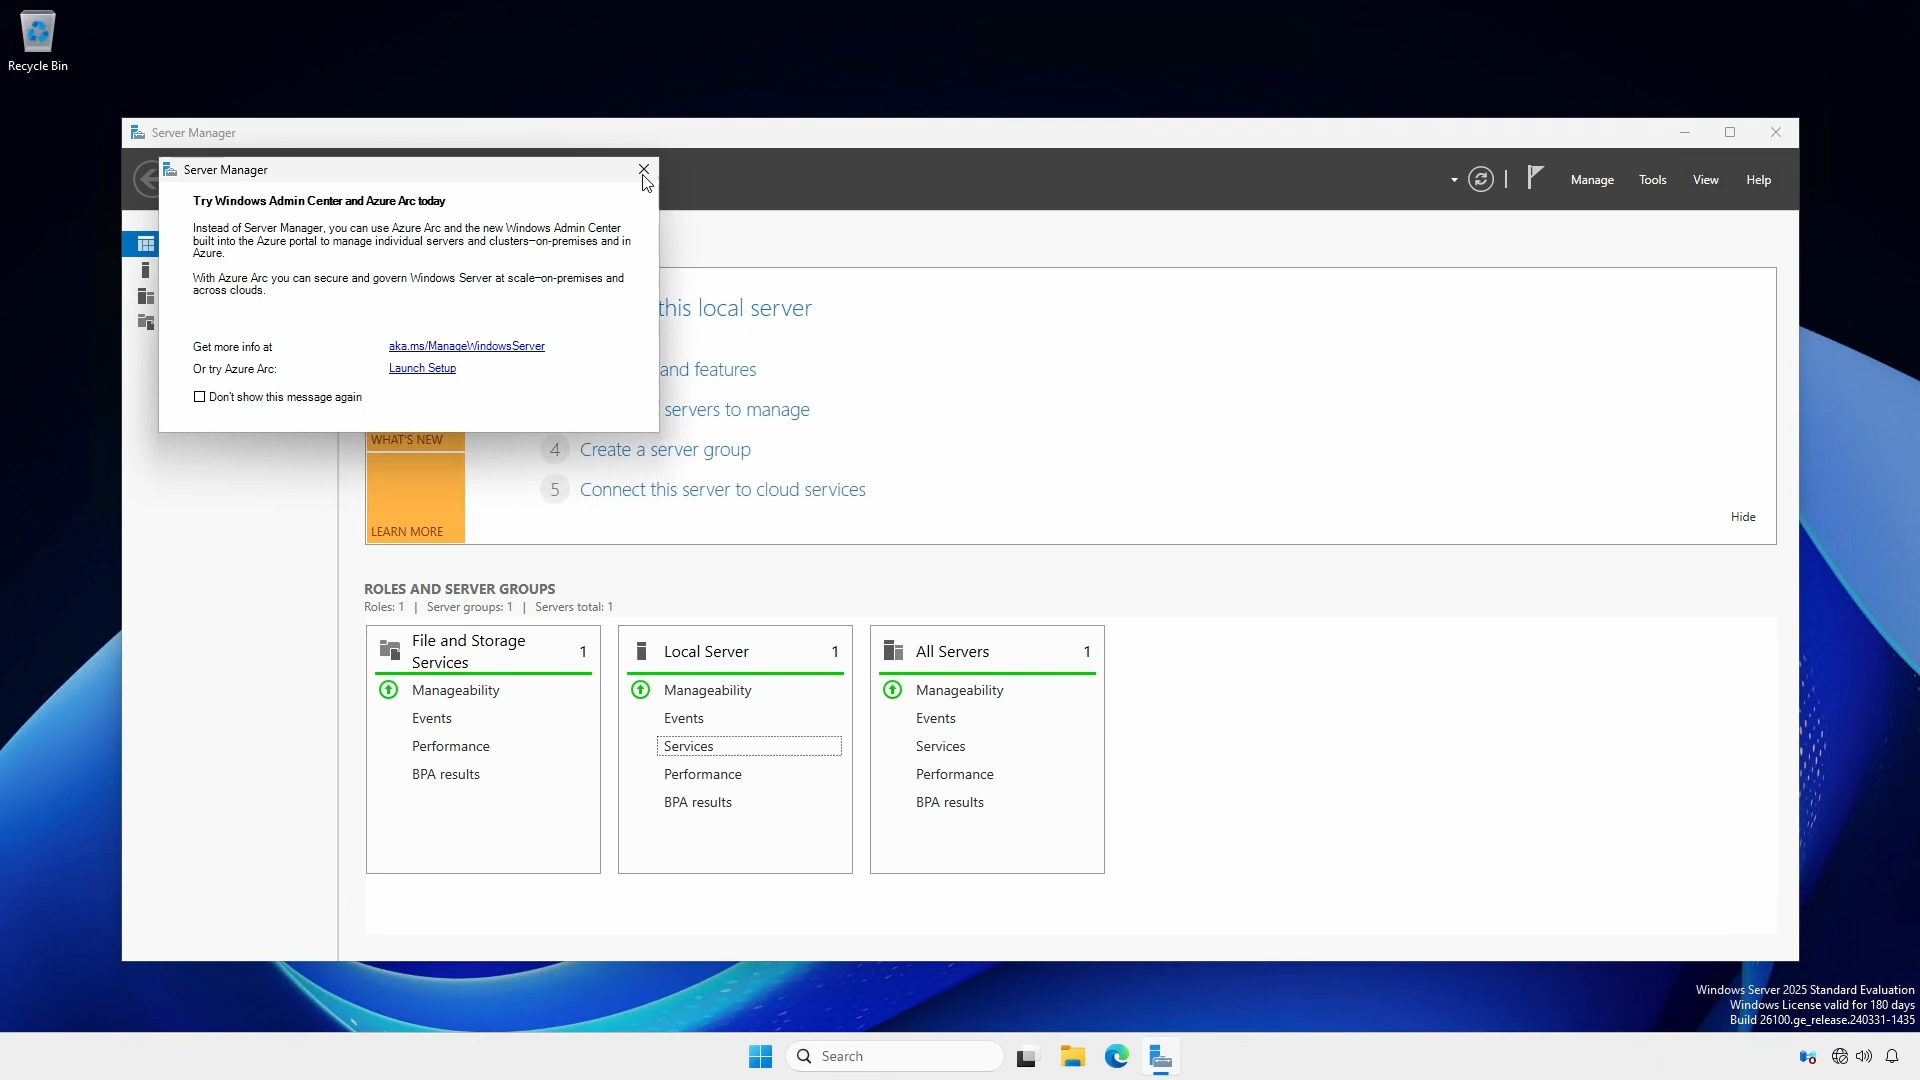 Recycle Bin
Server Manager
Manage
Tools
View
Help
Server Manager
Try Windows Admin Center and Azure Arc today
Instead of Server Manager, you can use Azure Arc and the new Windows Admin Center
built into the Azure portal to manage individual servers and clusters—on-premises and in
Azure.
With Azure Arc you can secure and govern Windows Server at scale—on-premises and
across clouds.
Get more info at aka.ms/ManageWindowsServer
Or try Azure Arc: Launch Setup
Don't show this message again
this local server
and features
servers to manage
4 Create a server group
5 Connect this server to cloud services
WHAT'S NEW
LEARN MORE
Hide
ROLES AND SERVER GROUPS
Roles: 1 | Server groups: 1 | Servers total: 1
File and Storage
Services
1
Manageability
Events
Performance
BPA results
Local Server 1
Manageability
Events
Services
Performance
BPA results
All Servers 1
Manageability
Events
Services
Performance
BPA results
Windows Server 2025 Standard Evaluation
Windows License valid for 180 days
Build 26100.ge_release.240331-1435
Search